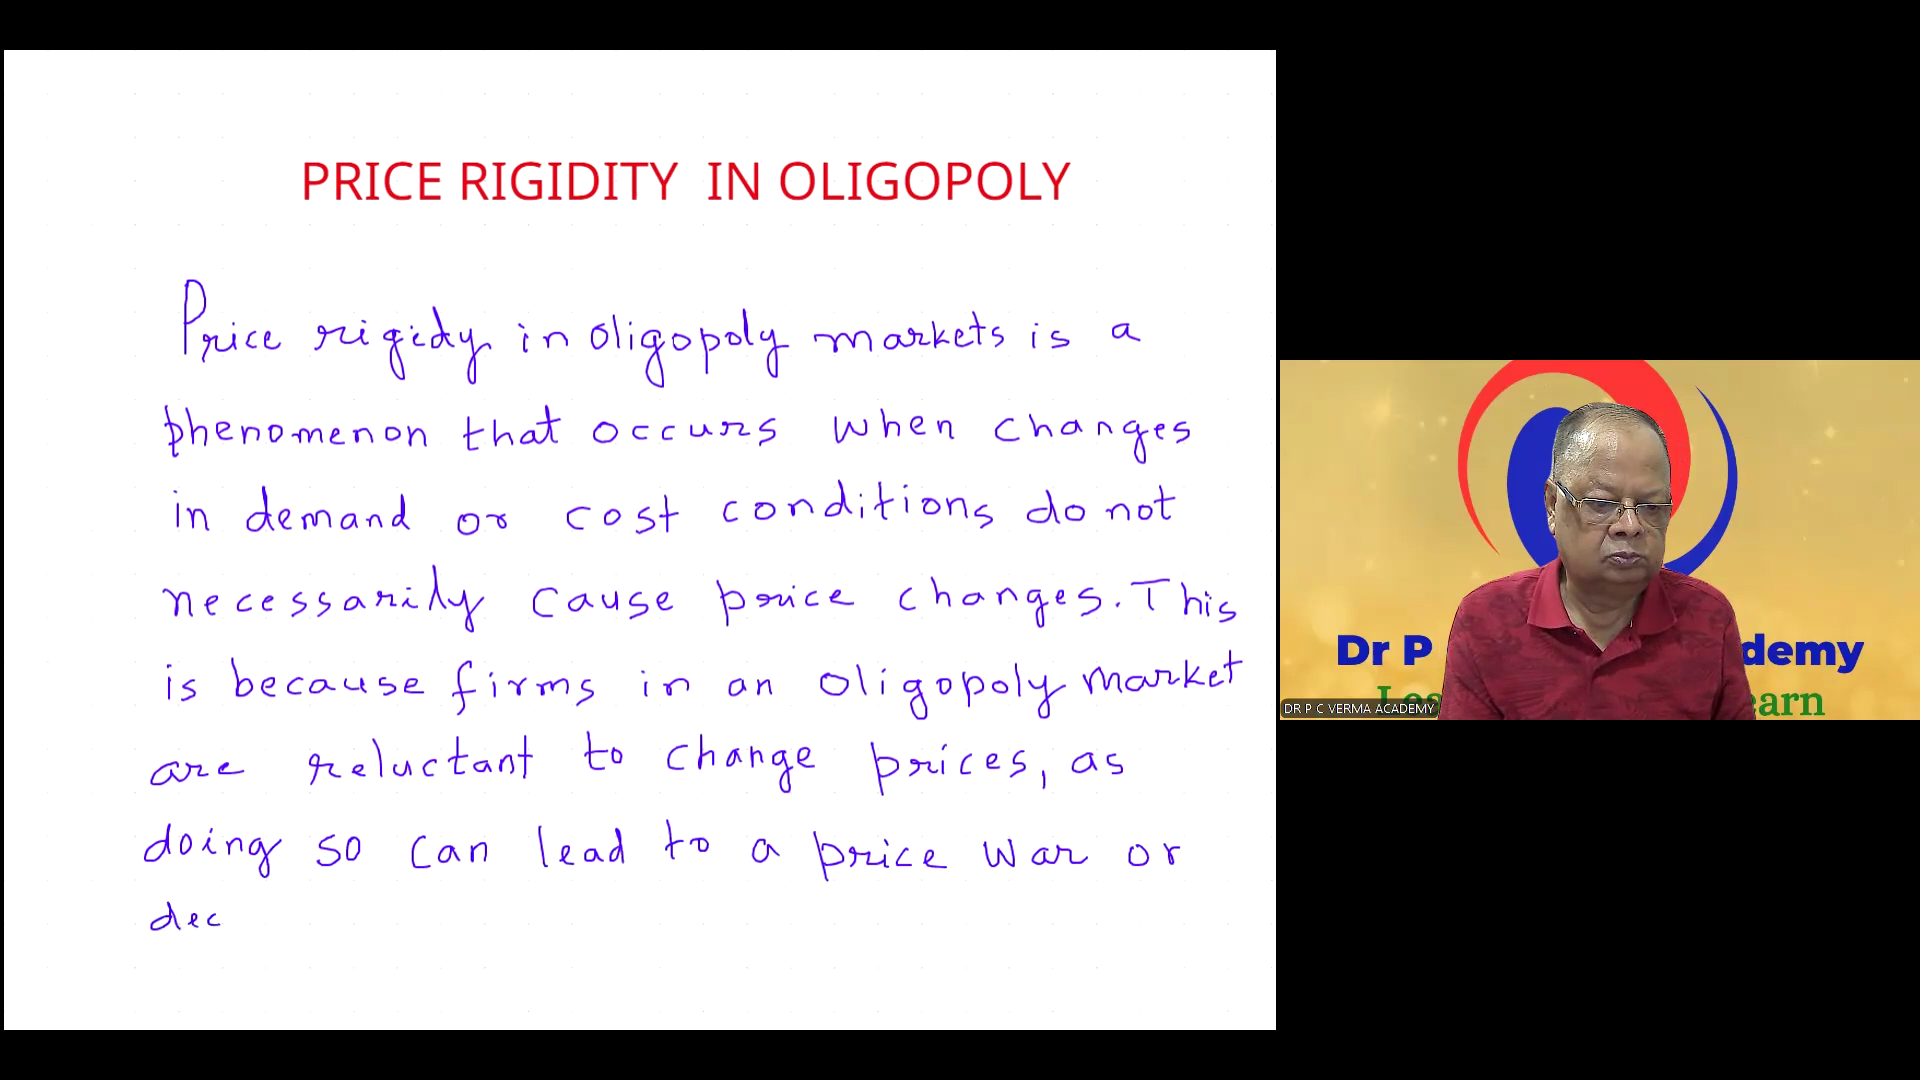 PRICE RIGIDITY IN OLIGOPOLY
Price rigidy in oligopoly markets is a
phenomenon that occurs when changes
in demand or cost conditions do not
necessarily cause price changes. This
is because firms in an oligopoly market
are reluctant to change prices, as
doing so can lead to a price war or
dec
Dr P demy
Lea earn
DR P C VERMA ACADEMY